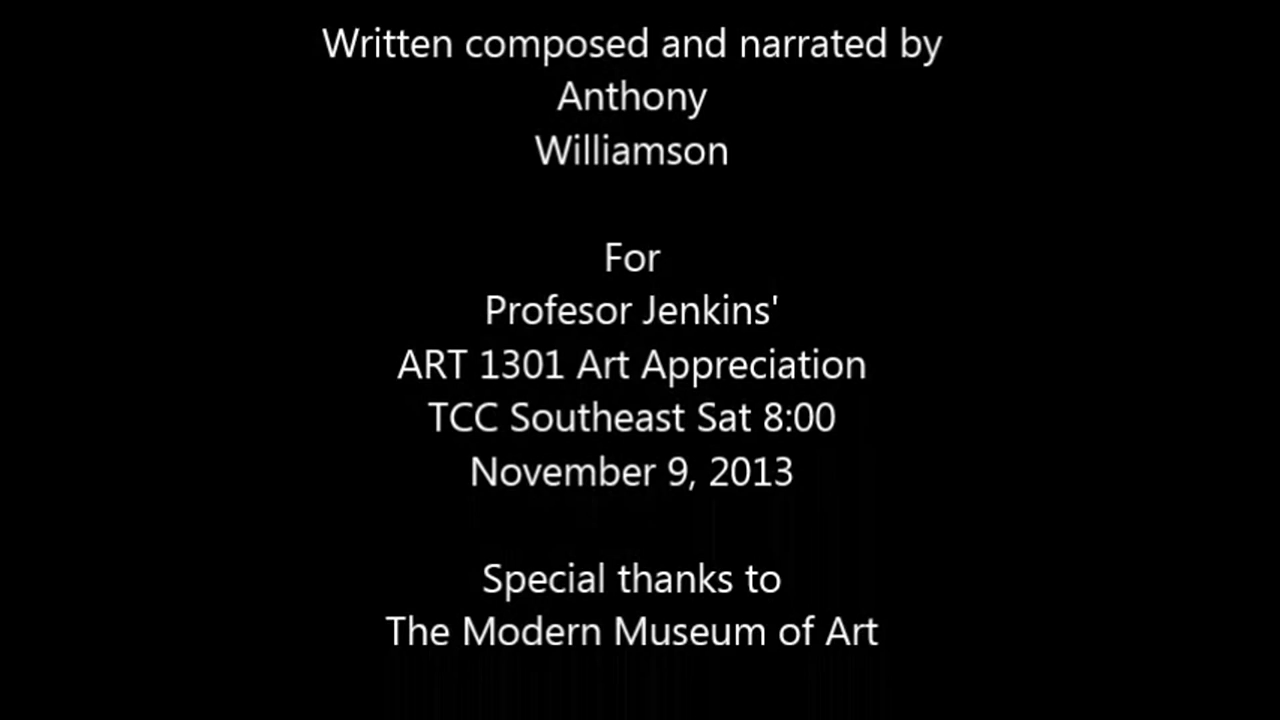 Written composed and narrated by
Anthony
Williamson
For
Profesor Jenkins'
ART 1301 Art Appreciation
TCC Southeast Sat 8:00
November 9, 2013
Special thanks to
The Modern Museum of Art